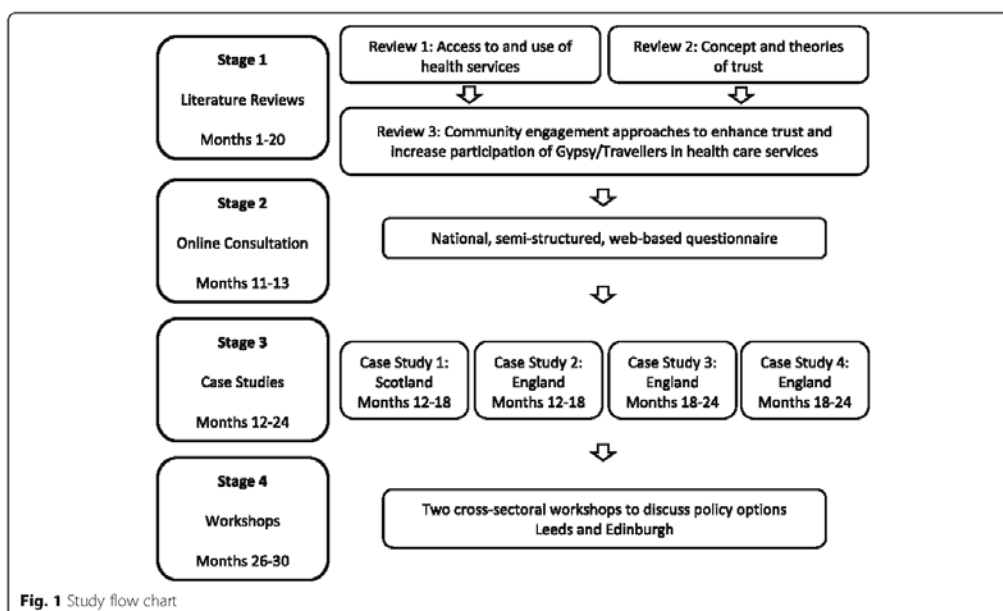 Stage 1
Literature Reviews
Months 1-20
Review 1: Access to and use of
health services
Review 2: Concept and theories
of trust
Review 3: Community engagement approaches to enhance trust and
increase participation of Gypsy/Travellers in health care services
Stage 2
Online Consultation
Months 11-13
National, semi-structured, web-based questionnaire
Stage 3
Case Studies
Months 12-24
Case Study 1:
Scotland
Months 12-18
Case Study 2:
England
Months 12-18
Case Study 3:
England
Months 18-24
Case Study 4:
England
Months 18-24
Stage 4
Workshops
Months 26-30
Two cross-sectoral workshops to discuss policy options
Leeds and Edinburgh
Fig. 1 Study flow chart